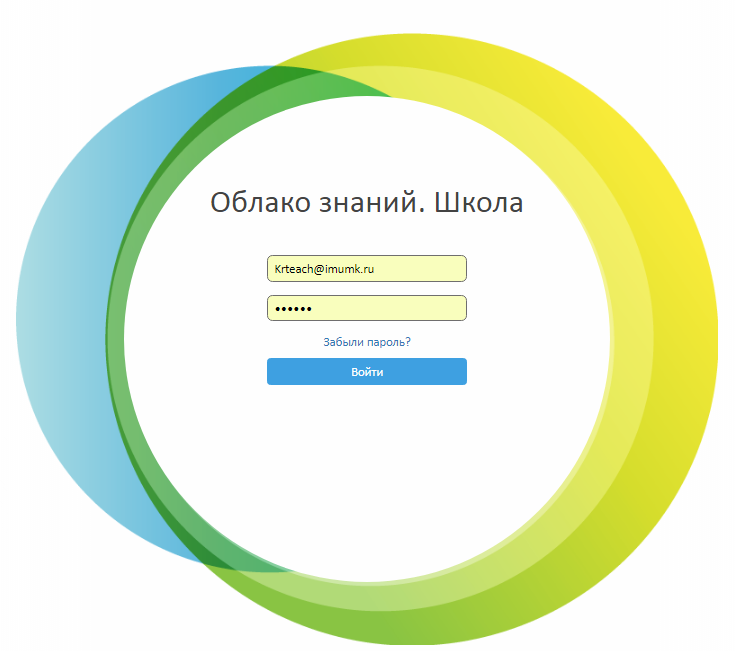 Облако знаний. Школа
Krteach@imumk.ru
••••••
Забыли пароль?
Войти